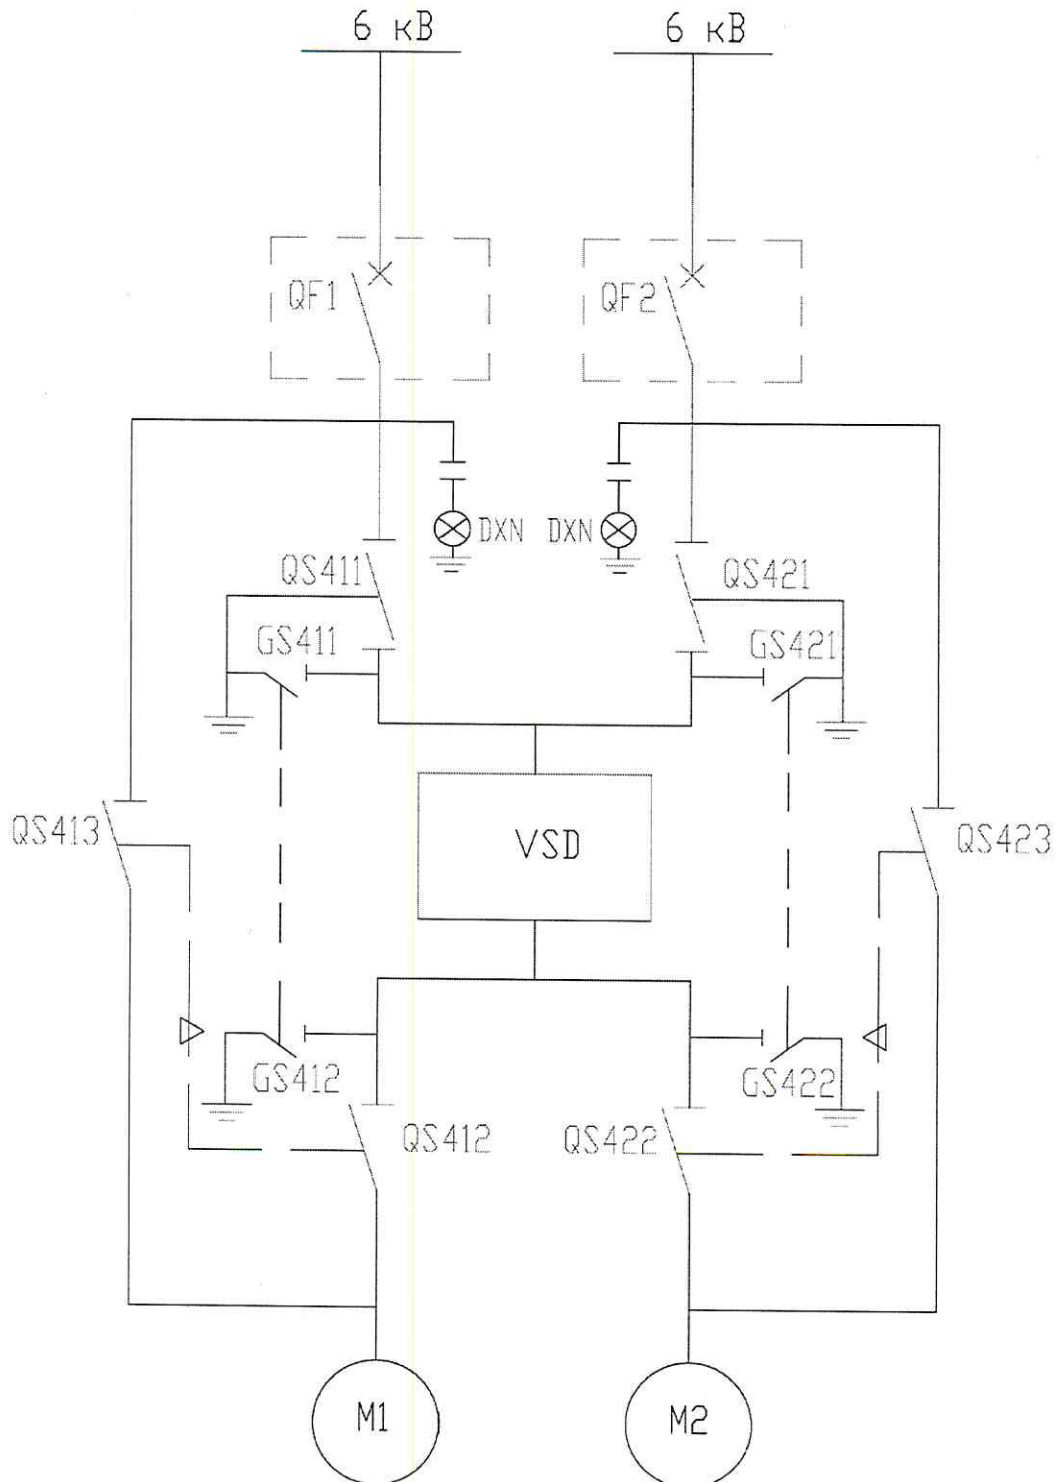 6 кВ
6 кВ
QF1
QF2
DXN
DXN
QS411
QS421
GS411
GS421
QS413
VSD
QS423
GS412
GS422
QS412
QS422
M1
M2